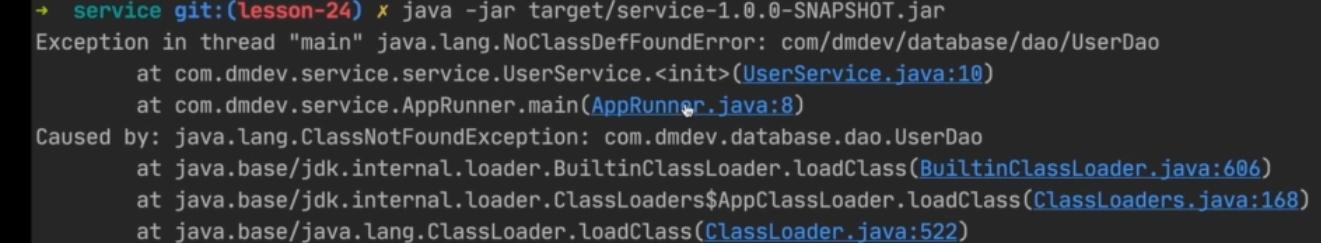 → service git:(lesson-24) ✗ java -jar target/service-1.0.0-SNAPSHOT.jar
Exception in thread "main" java.lang.NoClassDefFoundError: com/dmdev/database/dao/UserDao
at com.dmdev.service.service.UserService.<init>(UserService.java:10)
at com.dmdev.service.AppRunner.main(AppRunner.java:8)
Caused by: java.lang.ClassNotFoundException: com.dmdev.database.dao.UserDao
at java.base/jdk.internal.loader.BuiltinClassLoader.loadClass(BuiltinClassLoader.java:606)
at java.base/jdk.internal.loader.ClassLoaders$AppClassLoader.loadClass(ClassLoaders.java:168)
at java.base/java.lang.ClassLoader.loadClass(ClassLoader.java:522)